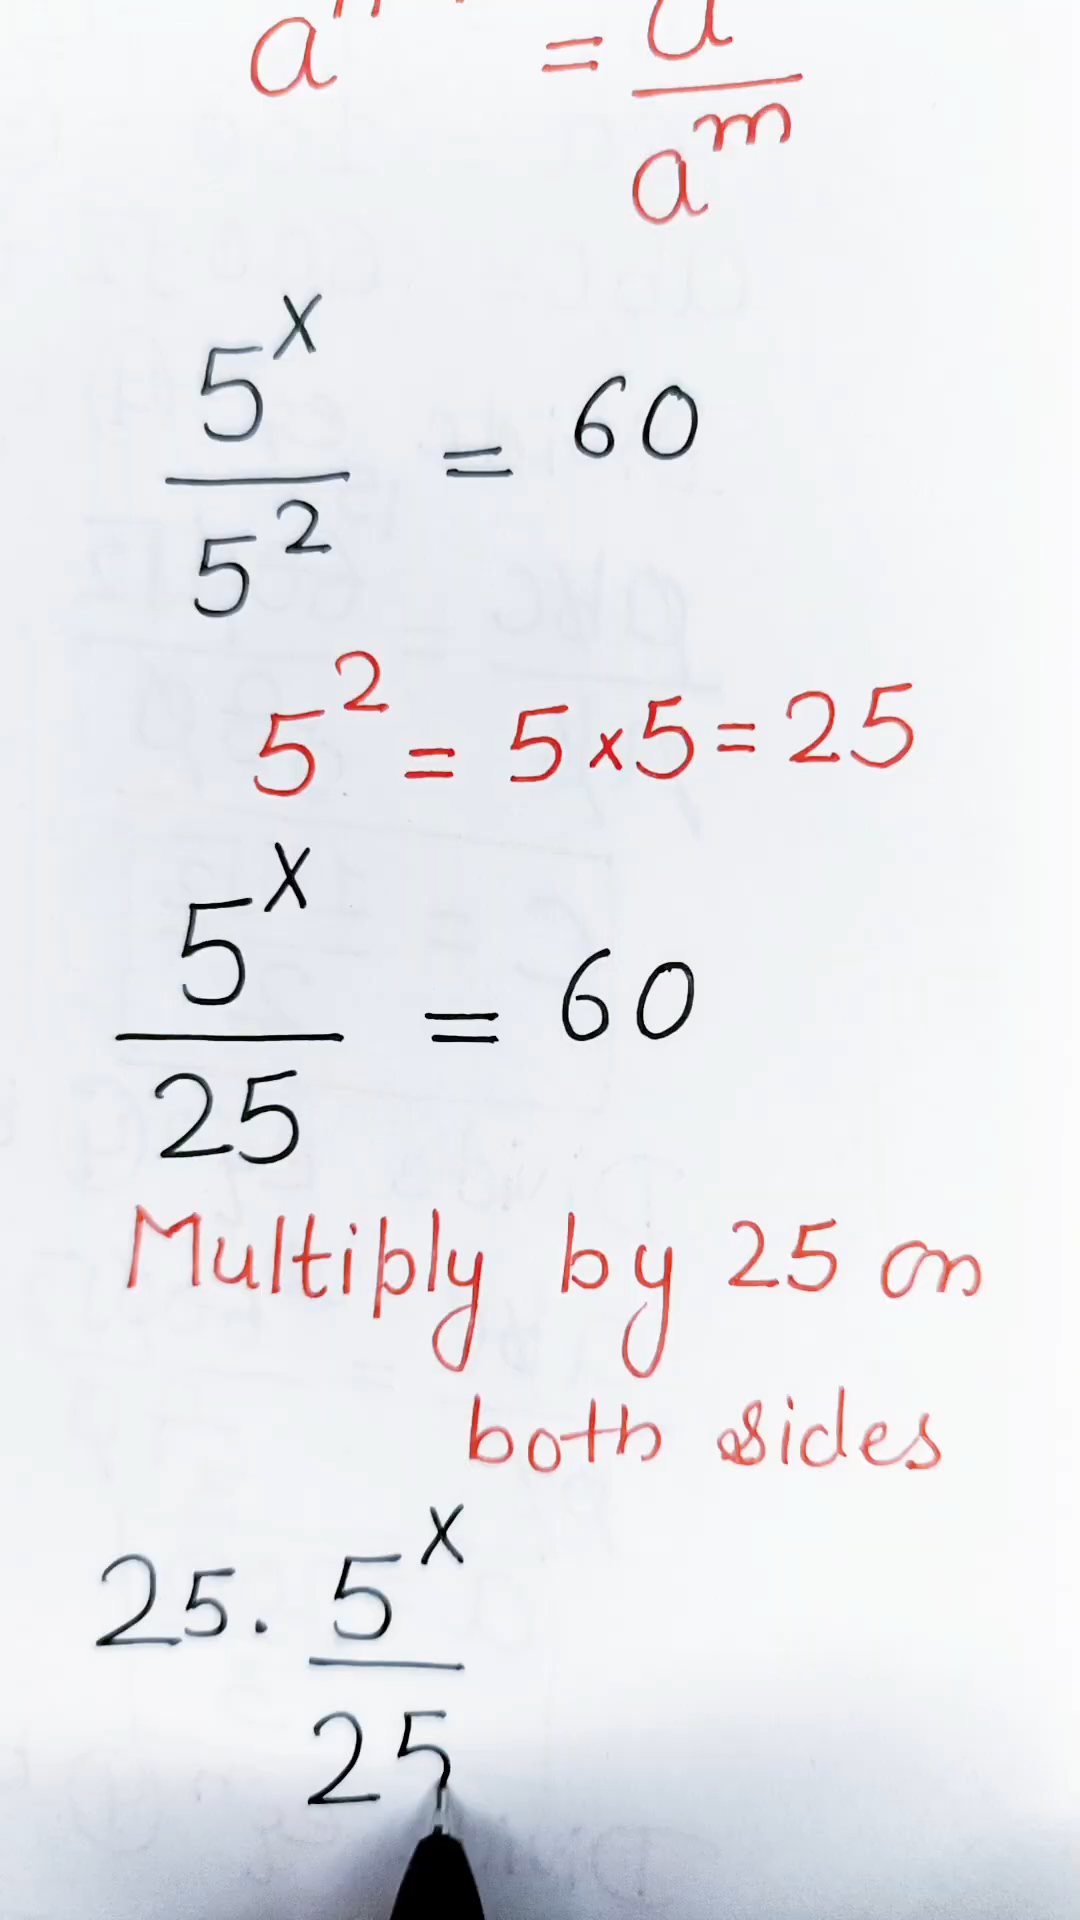 a = a
a^m
5^x
— = 60
5^2
5^2 = 5 × 5 = 25
5^x
— = 60
25
Multiply by 25 on
both sides
25. 5^x
—
25